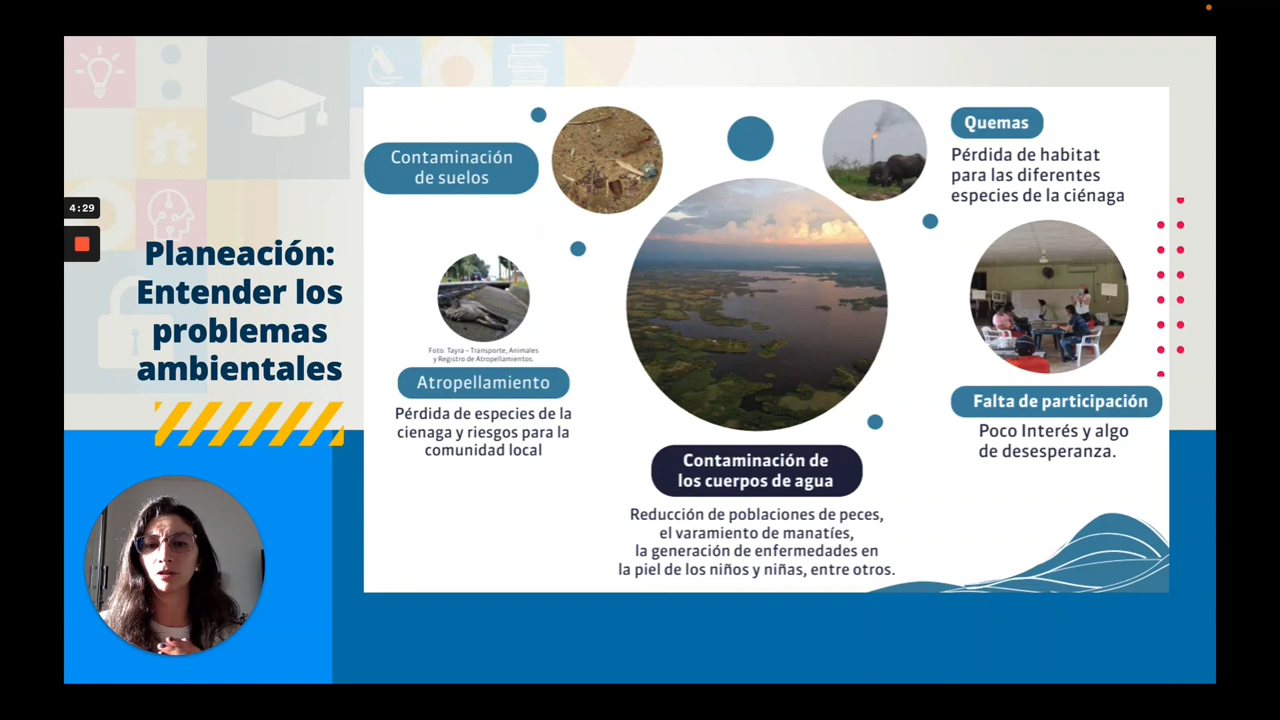 4:29
Planeación:
Entender los
problemas
ambientales
Contaminación
de suelos
Quemas
Pérdida de habitat
para las diferentes
especies de la ciénaga
Foto: Tayra – Transporte, Animales
y Registro de Atropellamientos.
Atropellamiento
Pérdida de especies de la
cienaga y riesgos para la
comunidad local
Falta de participación
Poco Interés y algo
de desesperanza.
Contaminación de
los cuerpos de agua
Reducción de poblaciones de peces,
el varamiento de manatíes,
la generación de enfermedades en
la piel de los niños y niñas, entre otros.